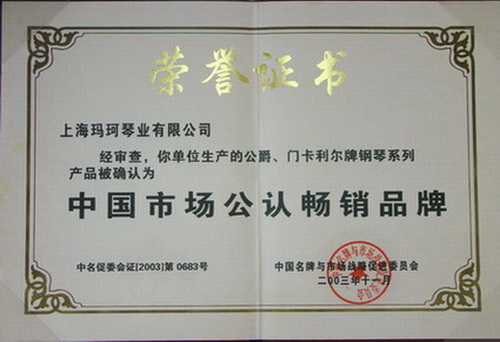 荣誉证书
上海玛珂琴业有限公司
经审查，你单位生产的公爵、门卡利尔牌钢琴系列
产品被确认为
中国市场公认畅销品牌
中名促委会证[2003]第0683号
中国名牌与市场战略促进委员会
二00三年十一月